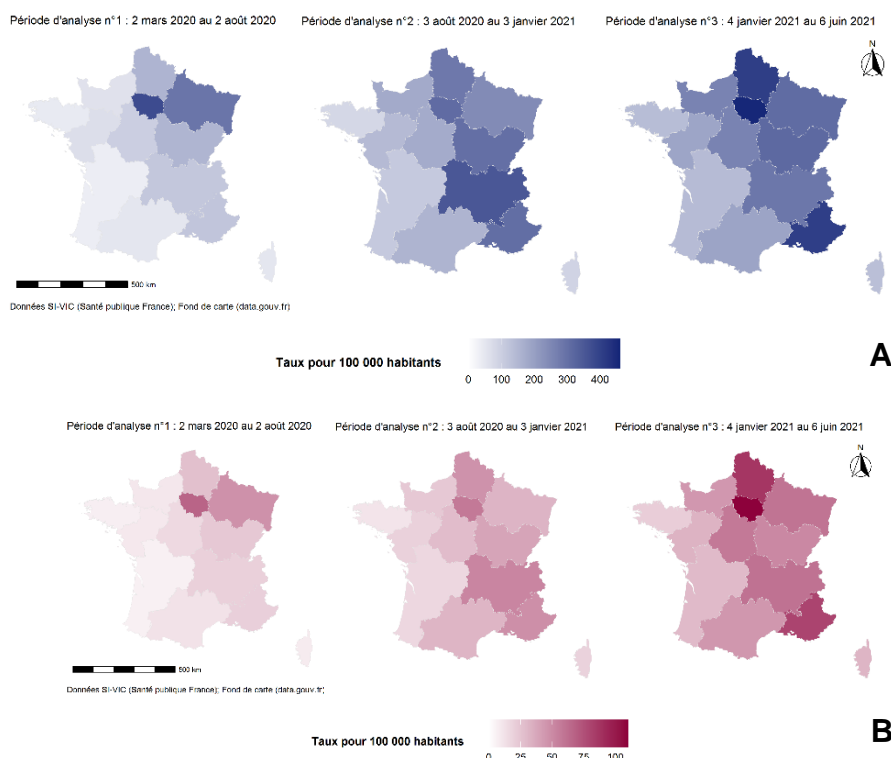 Période d'analyse n°1 : 2 mars 2020 au 2 août 2020
Période d'analyse n°2 : 3 août 2020 au 3 janvier 2021
Période d'analyse n°3 : 4 janvier 2021 au 6 juin 2021
N
500 km
Données SI-VIC (Santé publique France); Fond de carte (data.gouv.fr)
Taux pour 100 000 habitants
0 100 200 300 400
A
Période d'analyse n°1 : 2 mars 2020 au 2 août 2020
Période d'analyse n°2 : 3 août 2020 au 3 janvier 2021
Période d'analyse n°3 : 4 janvier 2021 au 6 juin 2021
N
500 km
Données SI-VIC (Santé publique France); Fond de carte (data.gouv.fr)
Taux pour 100 000 habitants
0 25 50 75 100
B